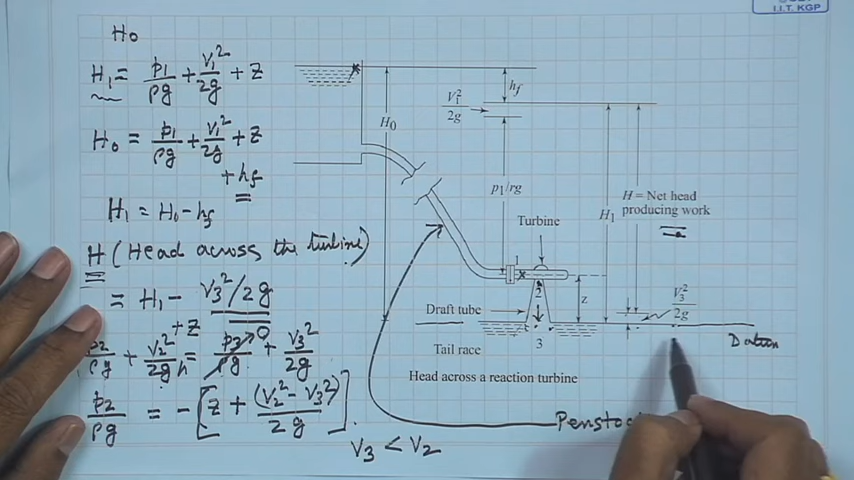 I.I.T. KGP
H₀
H₁ = p₁/ρg + V₁²/2g + z
H₀ = p₁/ρg + V₁²/2g + z
+ h_f
H₁ = H₀ - h_f
H (Head across the turbine)
= H₁ - V₃²/2g
p₂/ρg + V₂²/2g + z = p₃/ρg → 0 + V₃²/2g
p₂/ρg = - [z + (V₂² - V₃²)/2g].
V₃ < V₂
h_f
V₁²/2g
H₀
p₁/rg
H = Net head
producing work
H₁
Turbine
1
2
z
V₃²/2g
Draft tube
Tail race
3
Datum
Head across a reaction turbine